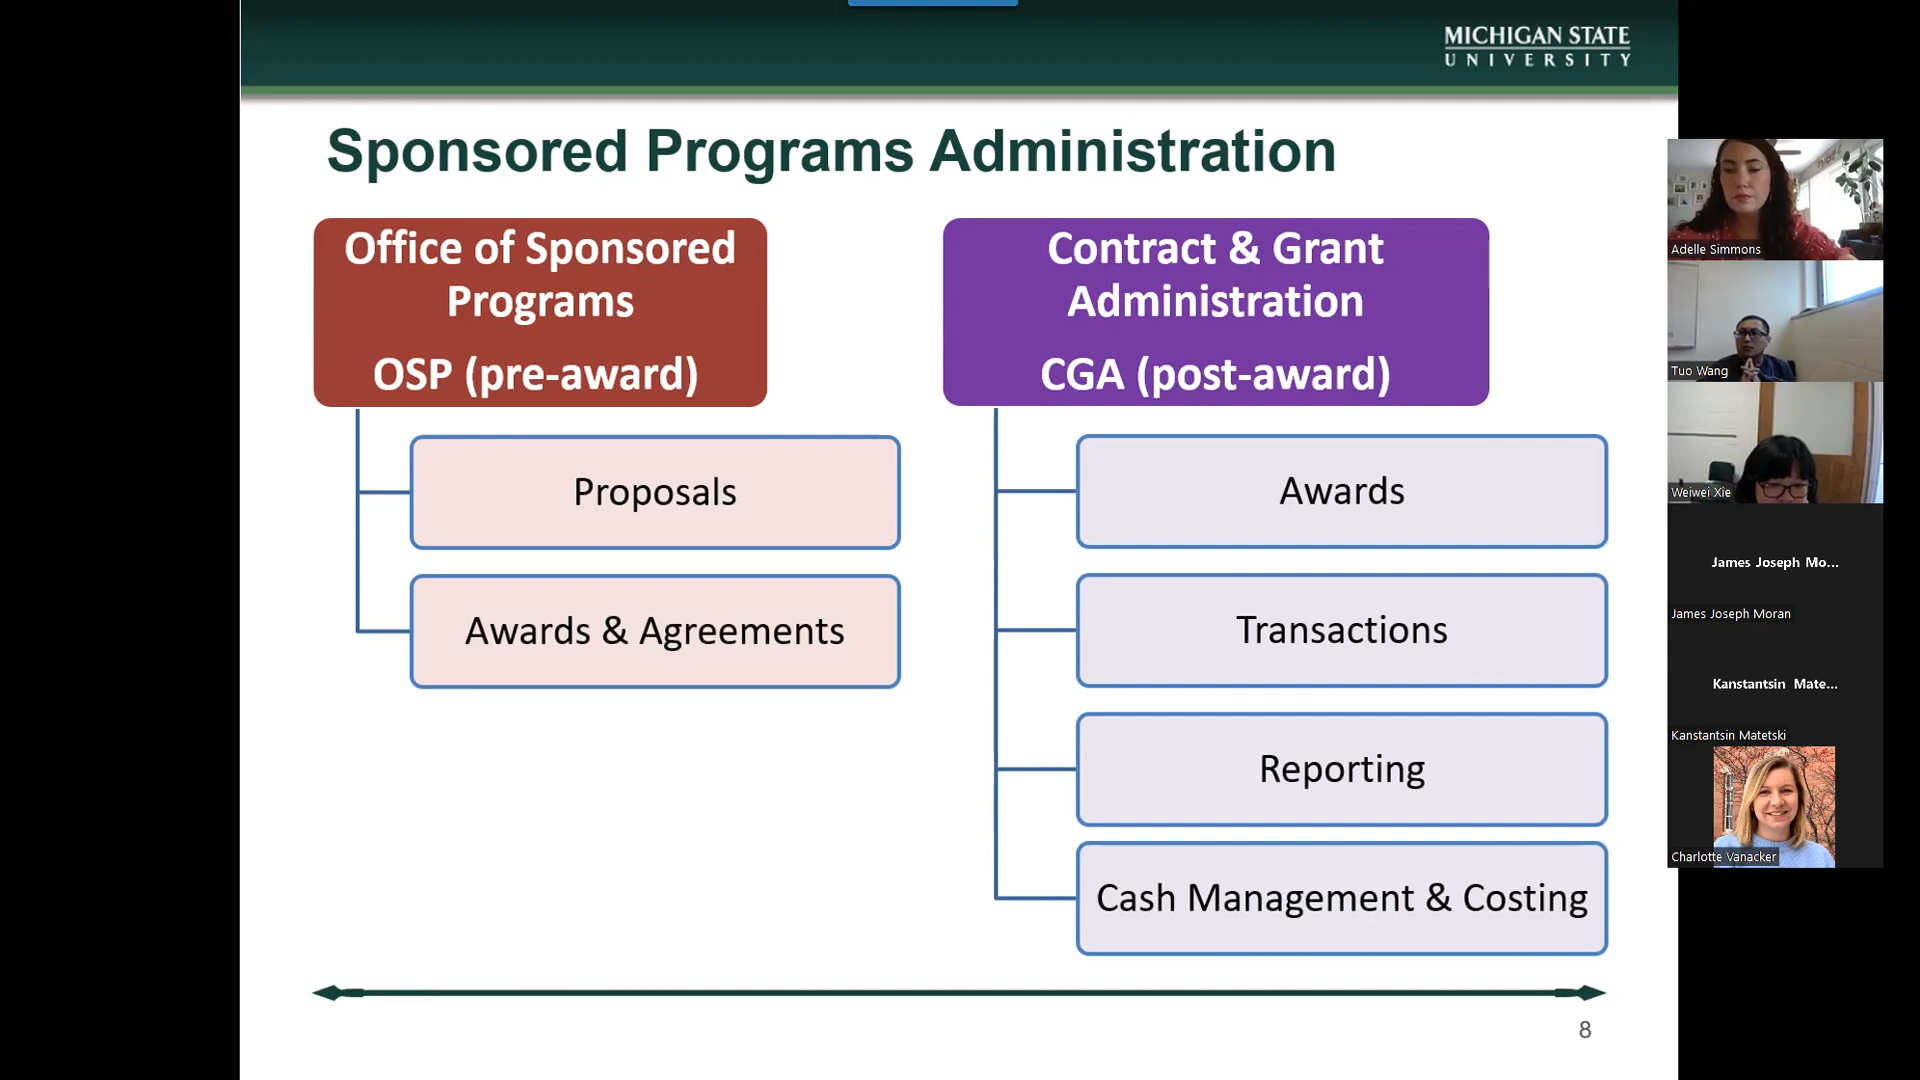 MICHIGAN STATE
UNIVERSITY
Sponsored Programs Administration
Office of Sponsored
Programs
OSP (pre-award)
Proposals
Awards & Agreements
Contract & Grant
Administration
CGA (post-award)
Awards
Transactions
Reporting
Cash Management & Costing
8
Adelle Simmons
Tuo Wang
Weiwei Xie
James Joseph Mo...
James Joseph Moran
Kanstantsin Mate...
Kanstantsin Matetski
Charlotte Vanacker